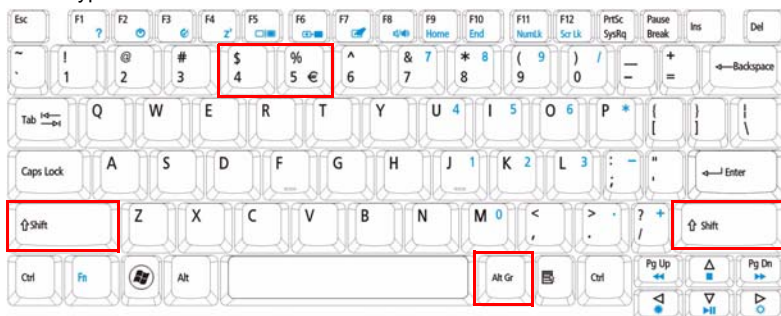 Esc F1 ? F2 F3 F4 Zz F5 F6 F7 F8 F9 Home F10 End F11 NumLk F12 Scr Lk PrtSc SysRq Pause Break Ins Del
~ ` ! 1 @ 2 # 3 $ 4 % 5 € ^ 6 & 7 7 * 8 8 ( 9 9 ) 0 / _ - + = Backspace
Tab Q W E R T Y U 4 I 5 O 6 P * { [ } ] | \
Caps Lock A S D F G H J 1 K 2 L 3 : ; - " ' Enter
Shift Z X C V B N M 0 < , > . . ? / + Shift
Ctrl Fn Alt Alt Gr Ctrl Pg Up Pg Dn